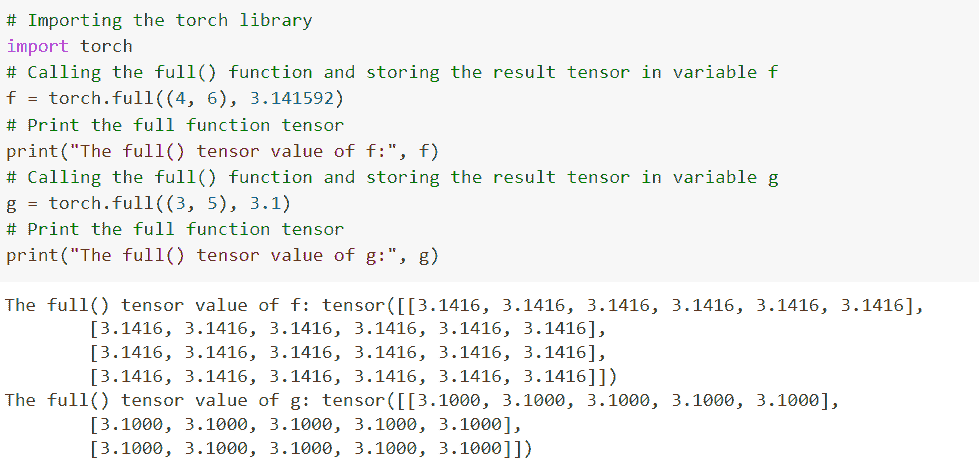 # Importing the torch library
import torch
# Calling the full() function and storing the result tensor in variable f
f = torch.full((4, 6), 3.141592)
# Print the full function tensor
print("The full() tensor value of f:", f)
# Calling the full() function and storing the result tensor in variable g
g = torch.full((3, 5), 3.1)
# Print the full function tensor
print("The full() tensor value of g:", g)
The full() tensor value of f: tensor([[3.1416, 3.1416, 3.1416, 3.1416, 3.1416, 3.1416],
[3.1416, 3.1416, 3.1416, 3.1416, 3.1416, 3.1416],
[3.1416, 3.1416, 3.1416, 3.1416, 3.1416, 3.1416],
[3.1416, 3.1416, 3.1416, 3.1416, 3.1416, 3.1416]])
The full() tensor value of g: tensor([[3.1000, 3.1000, 3.1000, 3.1000, 3.1000],
[3.1000, 3.1000, 3.1000, 3.1000, 3.1000],
[3.1000, 3.1000, 3.1000, 3.1000, 3.1000]])